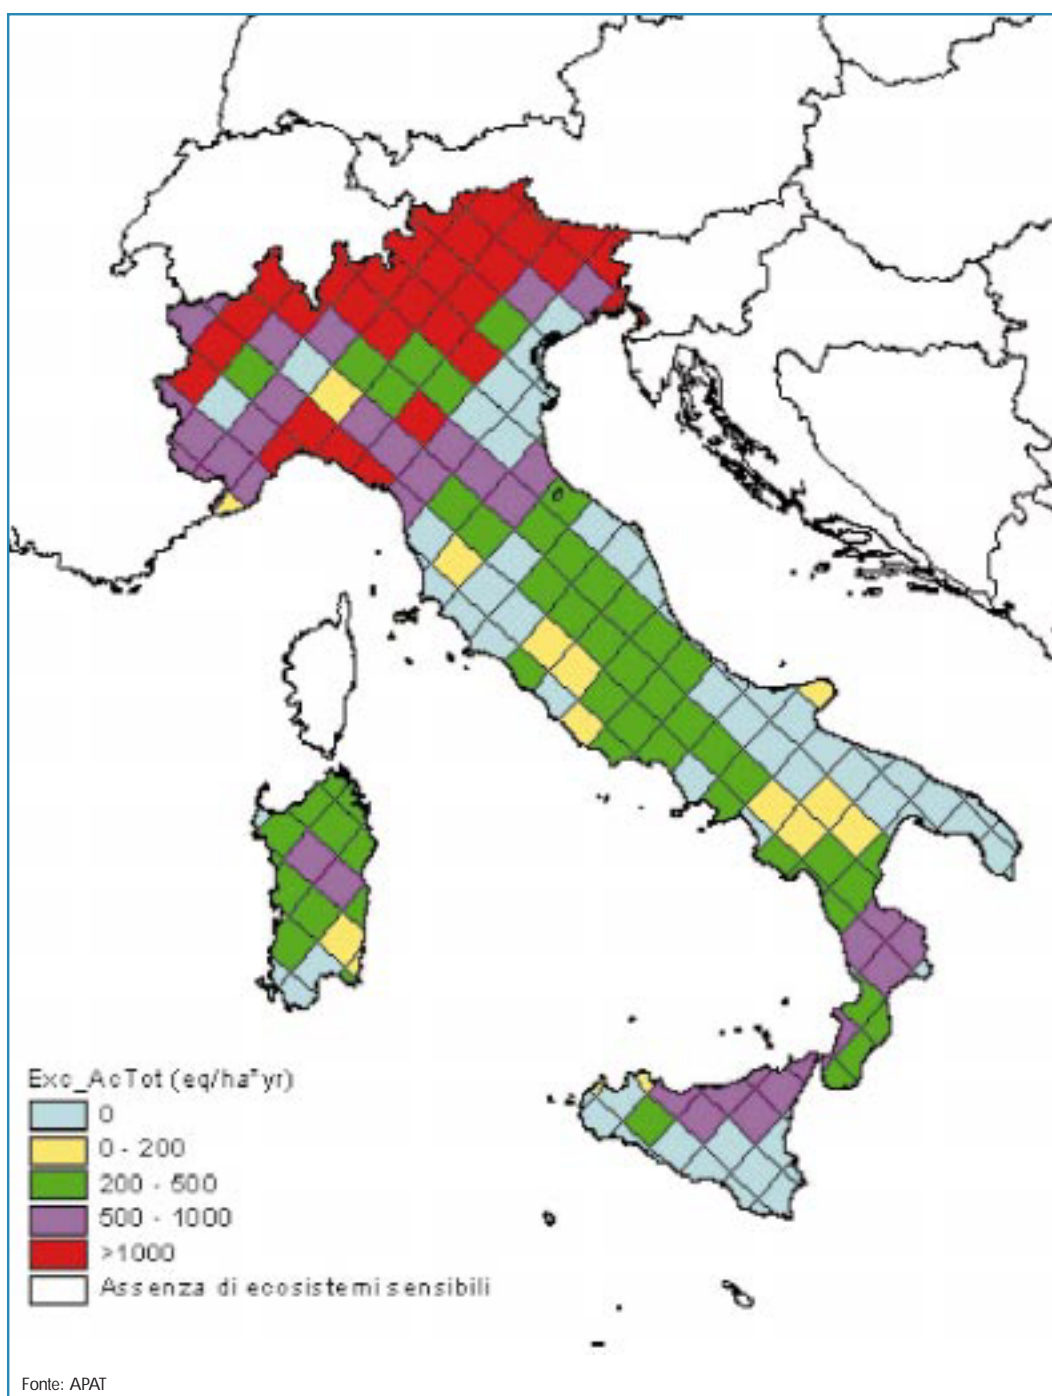 Exc_AcTot (eq/ha*yr)
0
0 - 200
200 - 500
500 - 1000
>1000
Assenza di ecosistemi sensibili
Fonte: APAT